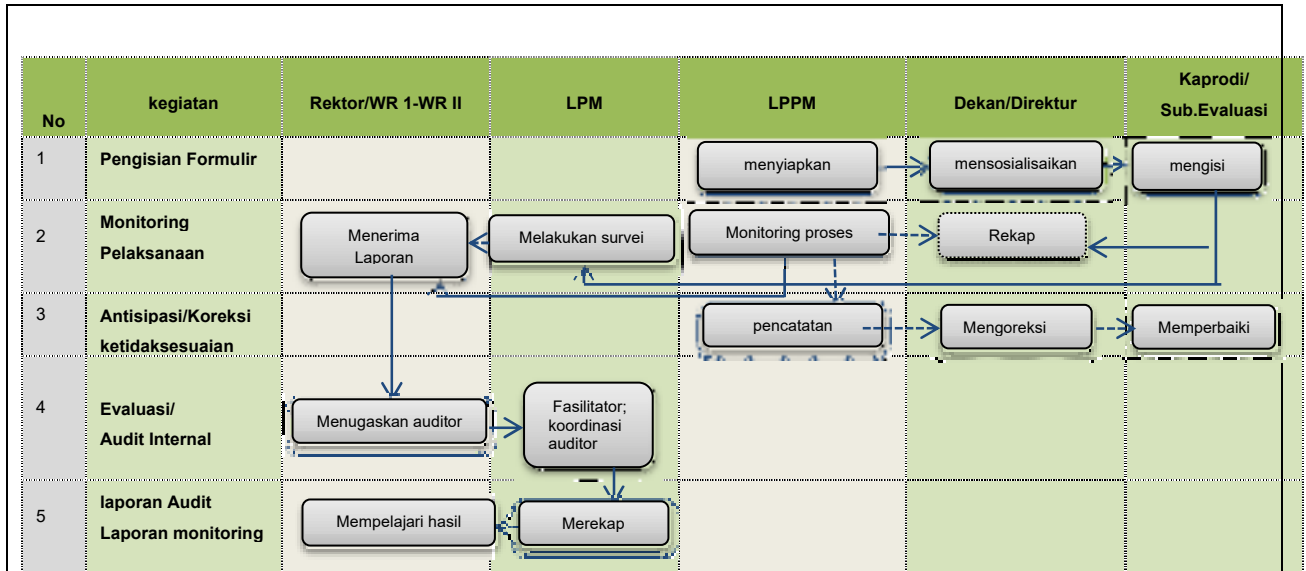 No
kegiatan
Rektor/WR 1-WR II
LPM
LPPM
Dekan/Direktur
Kaprodi/
Sub.Evaluasi
1
Pengisian Formulir
menyiapkan
mensosialisaikan
mengisi
2
Monitoring
Pelaksanaan
Menerima
Laporan
Melakukan survei
Monitoring proses
Rekap
3
Antisipasi/Koreksi
ketidaksesuaian
pencatatan
Mengoreksi
Memperbaiki
4
Evaluasi/
Audit Internal
Menugaskan auditor
Fasilitator;
koordinasi
auditor
5
laporan Audit
Laporan monitoring
Mempelajari hasil
Merekap